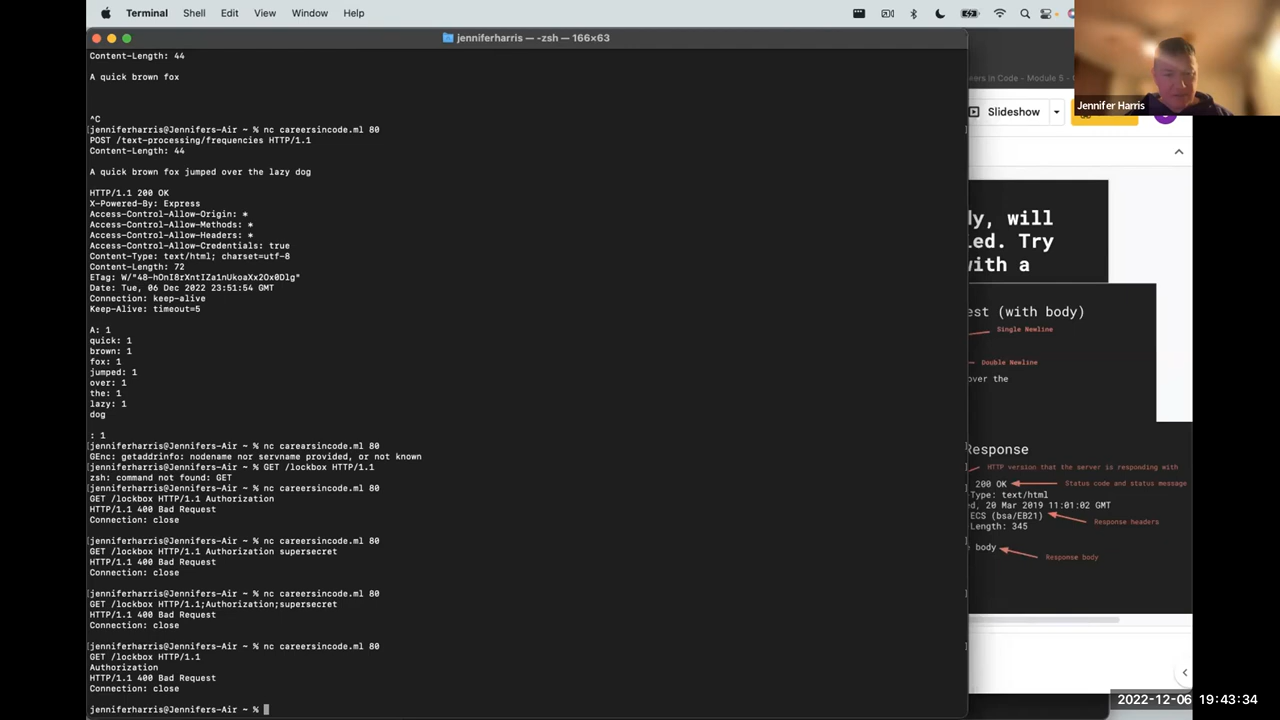 Terminal Shell Edit View Window Help
jenniferharris — -zsh — 166×63
Content-Length: 44
A quick brown fox
^C
jenniferharris@Jennifers-Air ~ % nc careersincode.ml 80
POST /text-processing/frequencies HTTP/1.1
Content-Length: 44
A quick brown fox jumped over the lazy dog
HTTP/1.1 200 OK
X-Powered-By: Express
Access-Control-Allow-Origin: *
Access-Control-Allow-Methods: *
Access-Control-Allow-Headers: *
Access-Control-Allow-Credentials: true
Content-Type: text/html; charset=utf-8
Content-Length: 72
ETag: W/"48-hOnI8rXntIZa1nUkoaXx2Ox0Dlg"
Date: Tue, 06 Dec 2022 23:51:54 GMT
Connection: keep-alive
Keep-Alive: timeout=5
A: 1
quick: 1
brown: 1
fox: 1
jumped: 1
over: 1
the: 1
lazy: 1
dog
: 1
jenniferharris@Jennifers-Air ~ % nc carearsincode.ml 80
GEnc: getaddrinfo: nodename nor servname provided, or not known
jenniferharris@Jennifers-Air ~ % GET /lockbox HTTP/1.1
zsh: command not found: GET
jenniferharris@Jennifers-Air ~ % nc careersincode.ml 80
GET /lockbox HTTP/1.1 Authorization
HTTP/1.1 400 Bad Request
Connection: close
jenniferharris@Jennifers-Air ~ % nc careersincode.ml 80
GET /lockbox HTTP/1.1 Authorization supersecret
HTTP/1.1 400 Bad Request
Connection: close
jenniferharris@Jennifers-Air ~ % nc careersincode.ml 80
GET /lockbox HTTP/1.1;Authorization;supersecret
HTTP/1.1 400 Bad Request
Connection: close
jenniferharris@Jennifers-Air ~ % nc careersincode.ml 80
GET /lockbox HTTP/1.1
Authorization
HTTP/1.1 400 Bad Request
Connection: close
jenniferharris@Jennifers-Air ~ %
in Code - Module 5
Slideshow
Jennifer Harris
ly, will
ed. Try
with a
est (with body)
Single Newline
Double Newline
over the
Response
HTTP version that the server is responding with
200 OK
Status code and status message
Type: text/html
d, 20 Mar 2019 11:01:02 GMT
ECS (bsa/EB21)
Response headers
Length: 345
body
Response body
2022-12-06 19:43:34